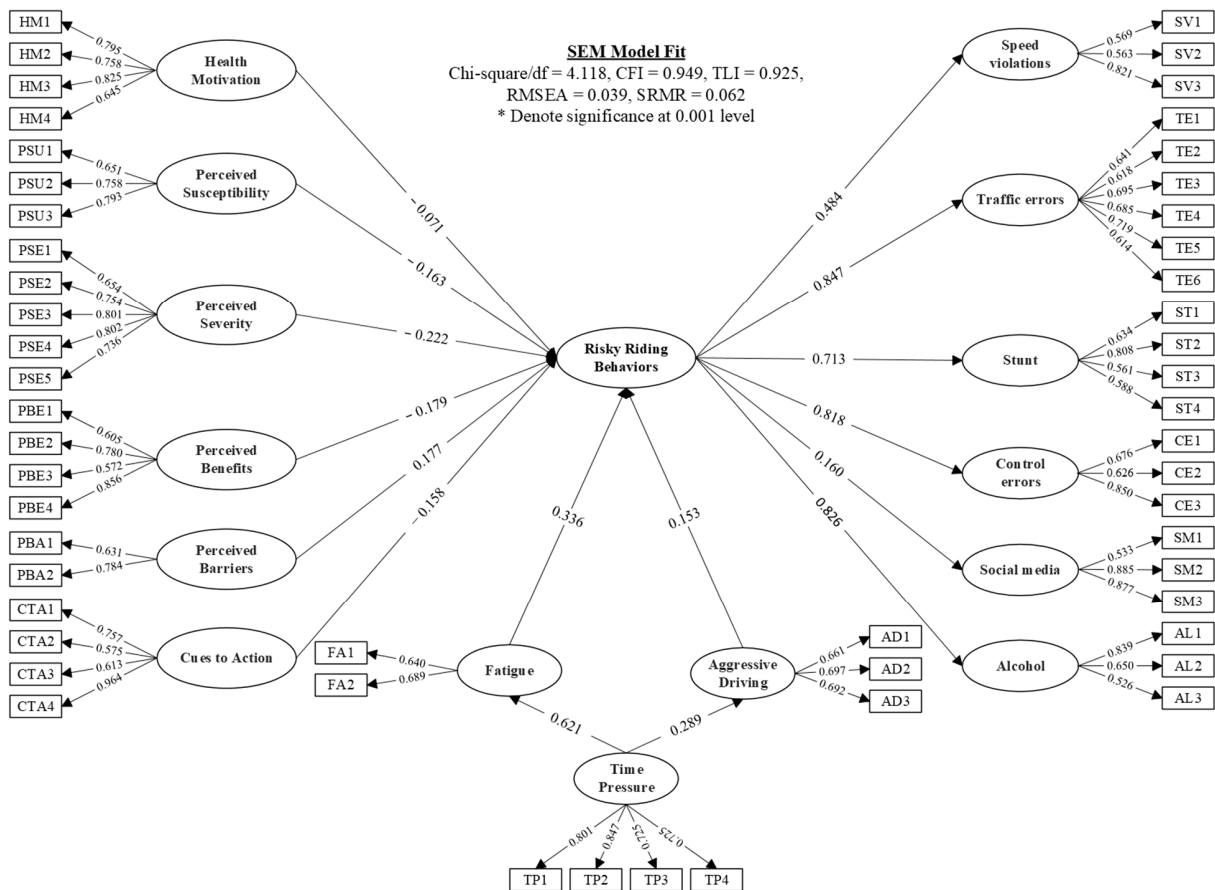 SEM Model Fit
Chi-square/df = 4.118, CFI = 0.949, TLI = 0.925,
RMSEA = 0.039, SRMR = 0.062
* Denote significance at 0.001 level
HM1
HM2
HM3
HM4
0.795
0.758
0.825
0.645
Health
Motivation
PSU1
PSU2
PSU3
0.651
0.758
0.793
Perceived
Susceptibility
PSE1
PSE2
PSE3
PSE4
PSE5
0.654
0.754
0.801
0.802
0.736
Perceived
Severity
PBE1
PBE2
PBE3
PBE4
0.605
0.780
0.572
0.856
Perceived
Benefits
PBA1
PBA2
0.631
0.784
Perceived
Barriers
CTA1
CTA2
CTA3
CTA4
0.757
0.575
0.613
0.964
Cues to Action
- 0.071
- 0.163
- 0.222
- 0.179
0.177
- 0.158
Risky Riding
Behaviors
0.336
0.153
FA1
FA2
0.640
0.689
Fatigue
Aggressive
Driving
0.661
0.697
0.692
AD1
AD2
AD3
0.621
0.289
Time
Pressure
0.801
0.847
0.725
0.725
TP1
TP2
TP3
TP4
0.484
0.847
0.713
0.818
0.160
0.826
Speed
violations
0.569
0.563
0.821
SV1
SV2
SV3
Traffic errors
0.641
0.618
0.695
0.685
0.719
0.614
TE1
TE2
TE3
TE4
TE5
TE6
Stunt
0.634
0.808
0.561
0.588
ST1
ST2
ST3
ST4
Control
errors
0.676
0.626
0.850
CE1
CE2
CE3
Social media
0.533
0.885
0.877
SM1
SM2
SM3
Alcohol
0.839
0.650
0.526
AL1
AL2
AL3